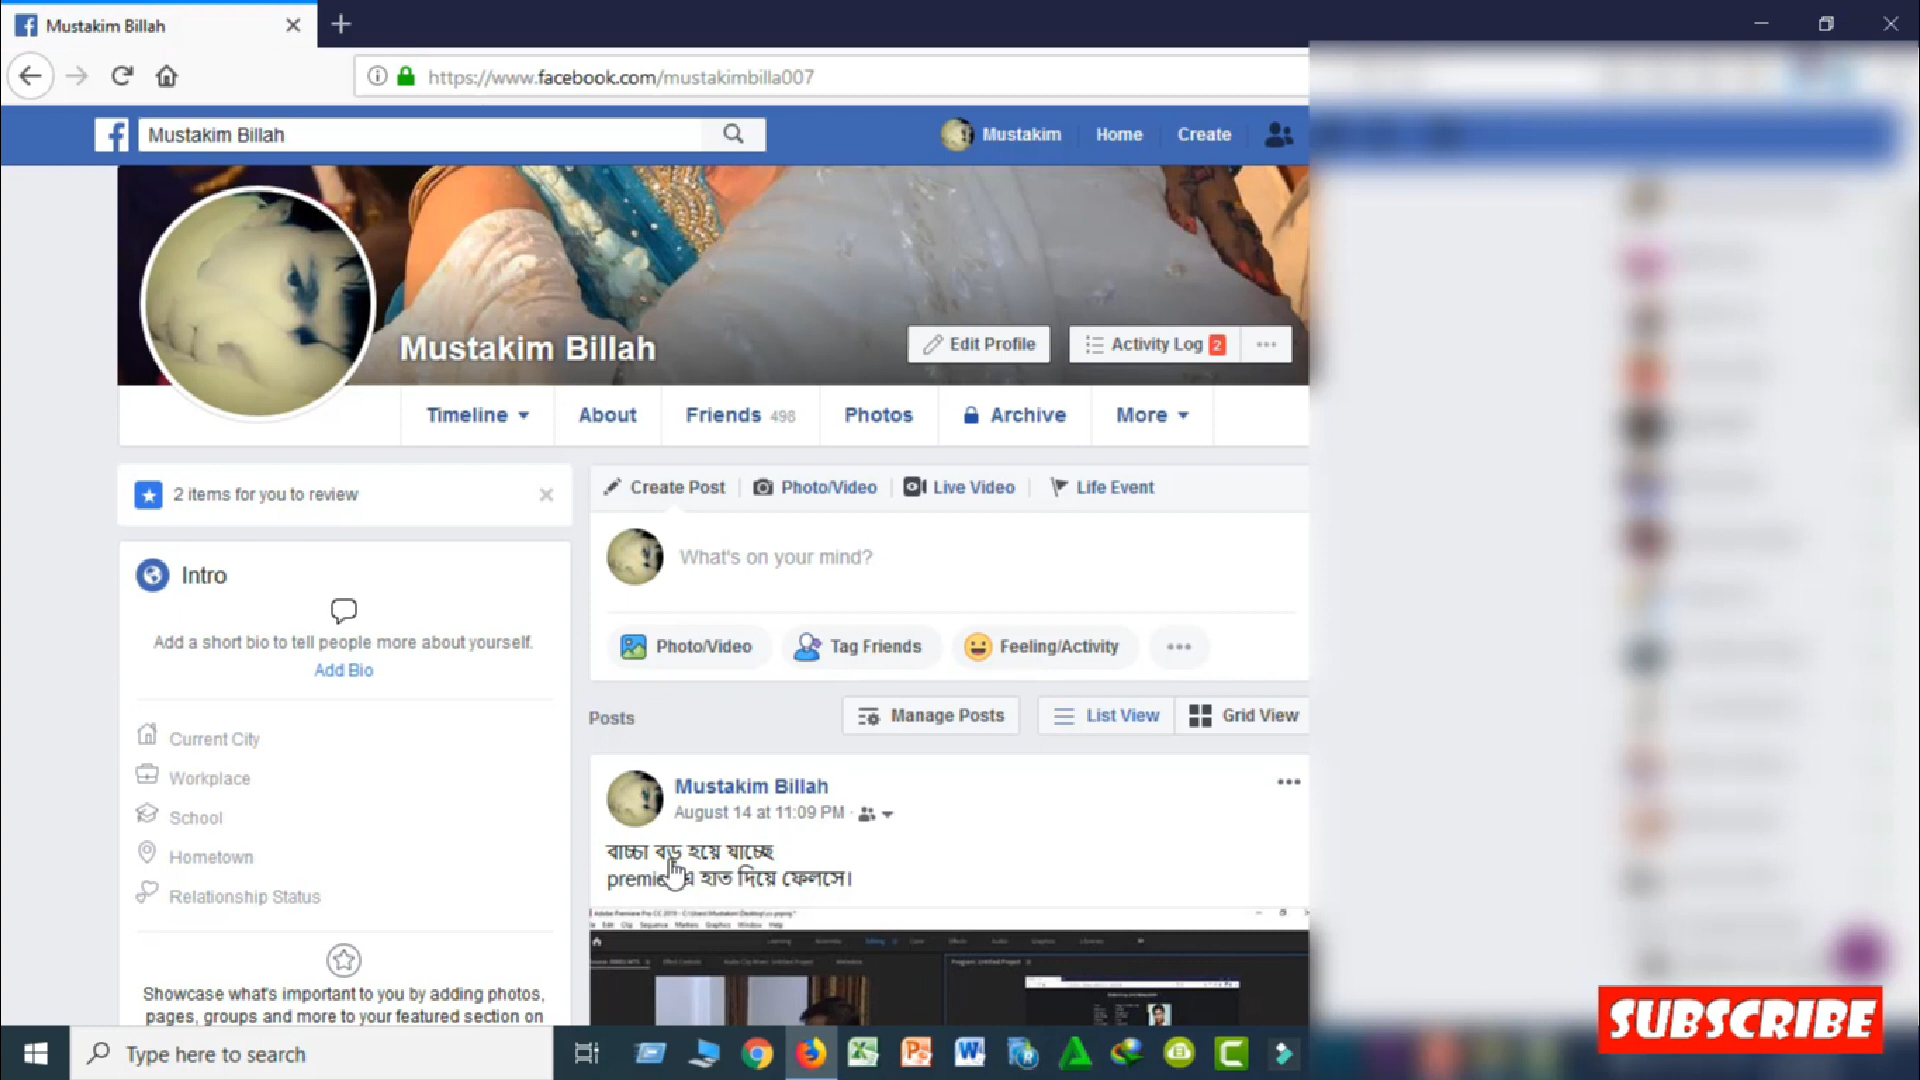 Mustakim Billah
https://www.facebook.com/mustakimbilla007
Mustakim Billah
Mustakim
Home
Create
Mustakim Billah
Edit Profile
Activity Log 2
Timeline
About
Friends 498
Photos
Archive
More
2 items for you to review
Create Post
Photo/Video
Live Video
Life Event
What's on your mind?
Intro
Add a short bio to tell people more about yourself.
Add Bio
Photo/Video
Tag Friends
Feeling/Activity
Posts
Manage Posts
List View
Grid View
Current City
Workplace
School
Hometown
Relationship Status
Mustakim Billah
August 14 at 11:09 PM
বাচ্চা বড় হয়ে যাচ্ছে
হাত দিয়ে ফেলসে।
Showcase what's important to you by adding photos,
pages, groups and more to your featured section on
SUBSCRIBE
Type here to search